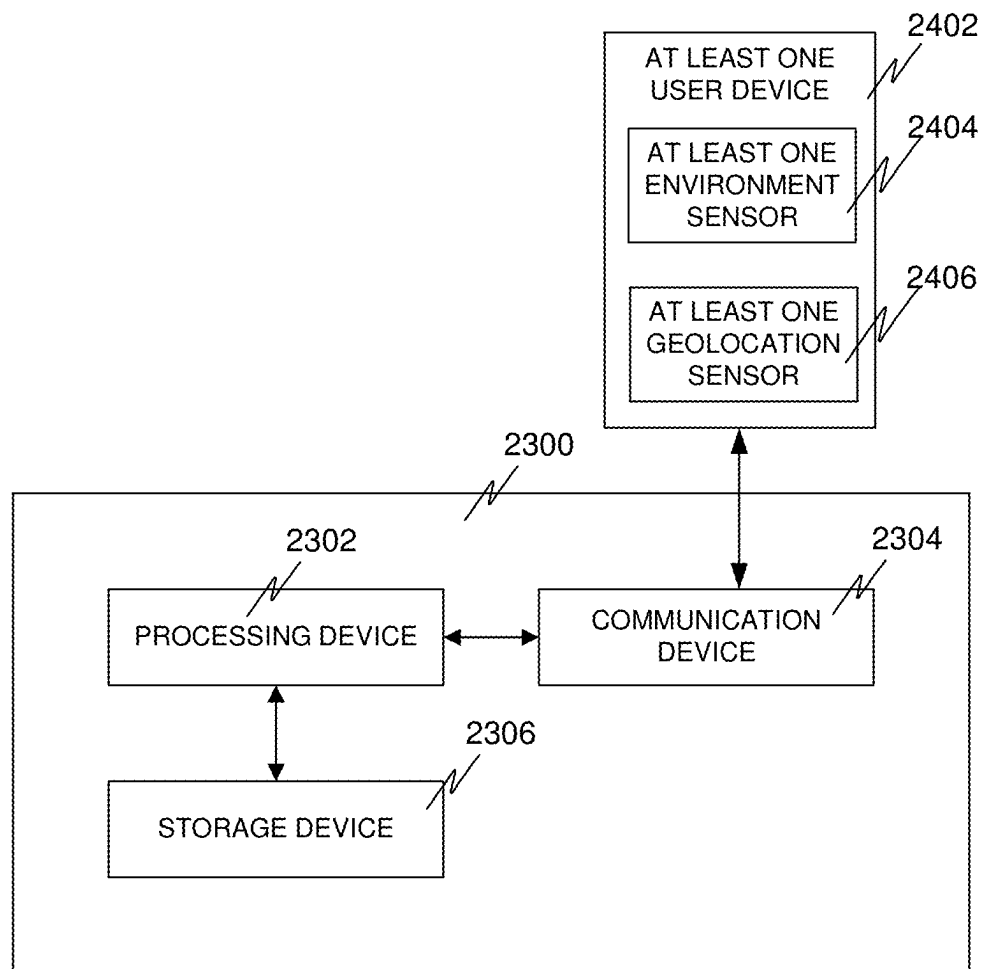 2402
AT LEAST ONE
USER DEVICE
2404
AT LEAST ONE
ENVIRONMENT
SENSOR
2406
AT LEAST ONE
GEOLOCATION
SENSOR
2300
2302
PROCESSING DEVICE
2304
COMMUNICATION
DEVICE
2306
STORAGE DEVICE